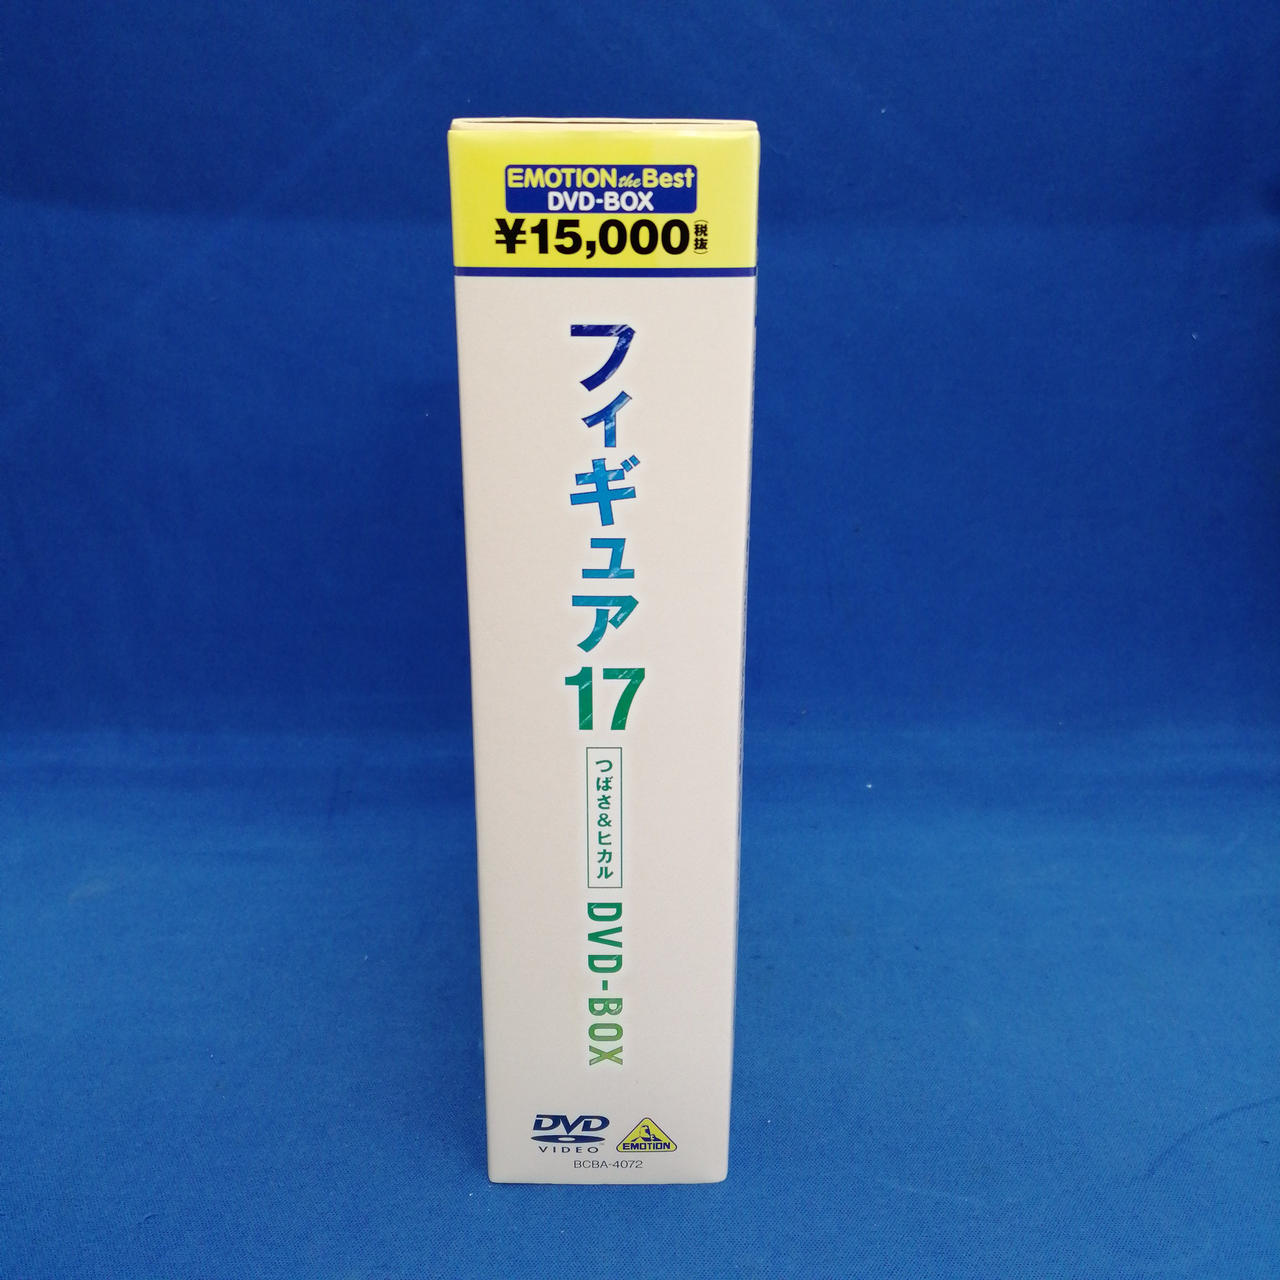 EMOTION the Best
DVD-BOX
¥15,000(税抜)
フィギュア17
つばさ&ヒカル
DVD-BOX
DVD
VIDEO
TM
EMOTION
BCBA-4072